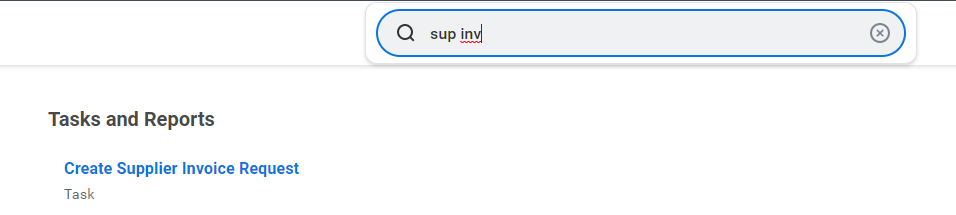 sup inv
Tasks and Reports
Create Supplier Invoice Request
Task